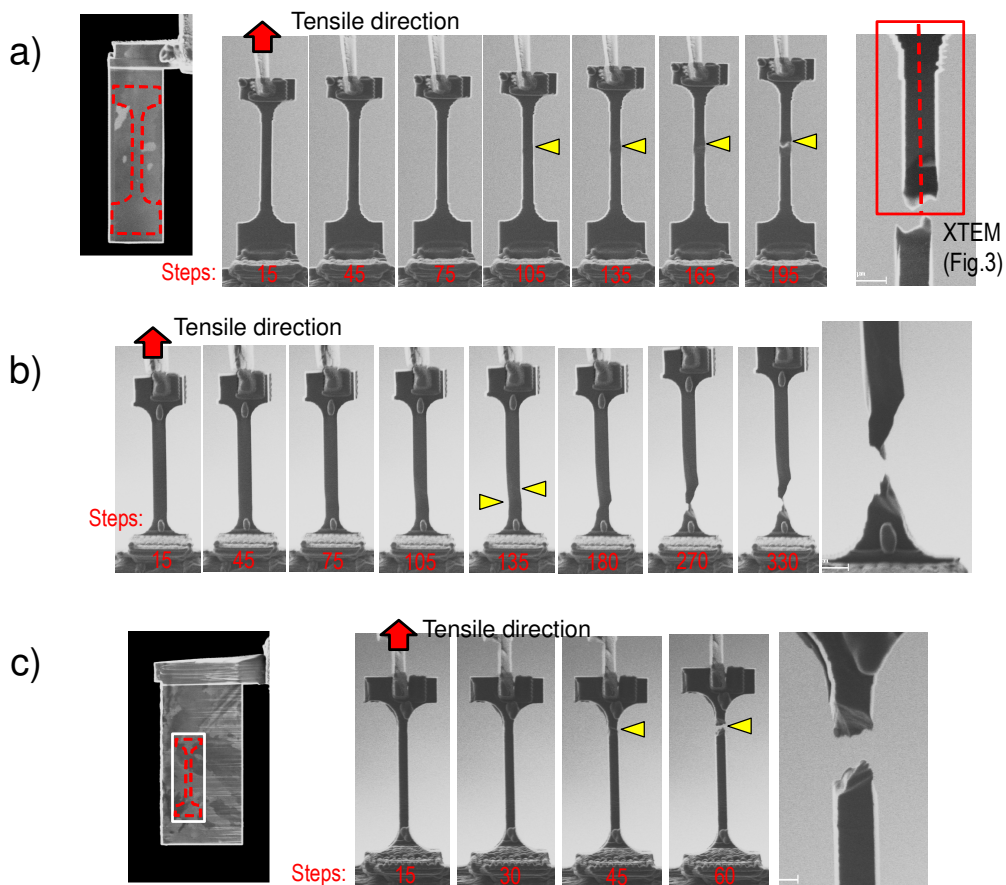 a)
Tensile direction
Steps:
15 45 75 105 135 165 195
XTEM
(Fig.3)
b)
Tensile direction
Steps:
15 45 75 105 135 180 270 330
c)
Tensile direction
Steps:
15 30 45 60